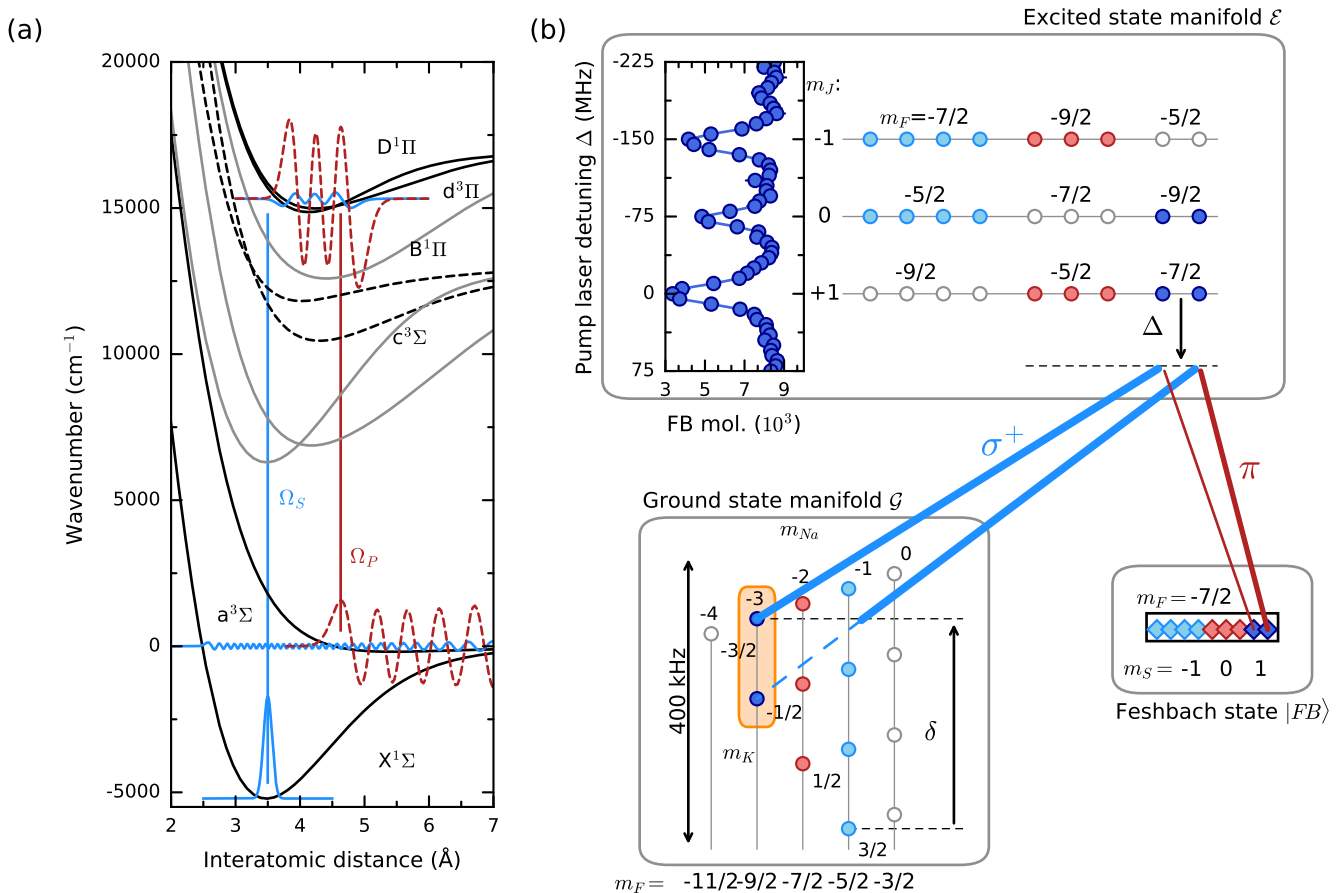 (a)
20000
15000
10000
5000
0
-5000
2 3 4 5 6 7
Wavenumber (cm⁻¹)
Interatomic distance (Å)
D¹Π
d³Π
B¹Π
c³Σ
Ω_S
Ω_P
a³Σ
X¹Σ
(b)
Excited state manifold ℰ
Pump laser detuning Δ (MHz)
-225
-150
-75
0
75
3 5 7 9
FB mol. (10³)
m_J:
-1
m_F=-7/2 -9/2 -5/2
0
-5/2 -7/2 -9/2
+1
-9/2 -5/2 -7/2
Δ
σ⁺
π
Ground state manifold 𝒢
m_Na
0
-1
-2
-3
-4
-3/2
-1/2
m_K
1/2
3/2
400 kHz
δ
m_F= -11/2 -9/2 -7/2 -5/2 -3/2
m_F= -7/2
m_S= -1 0 1
Feshbach state |FB⟩